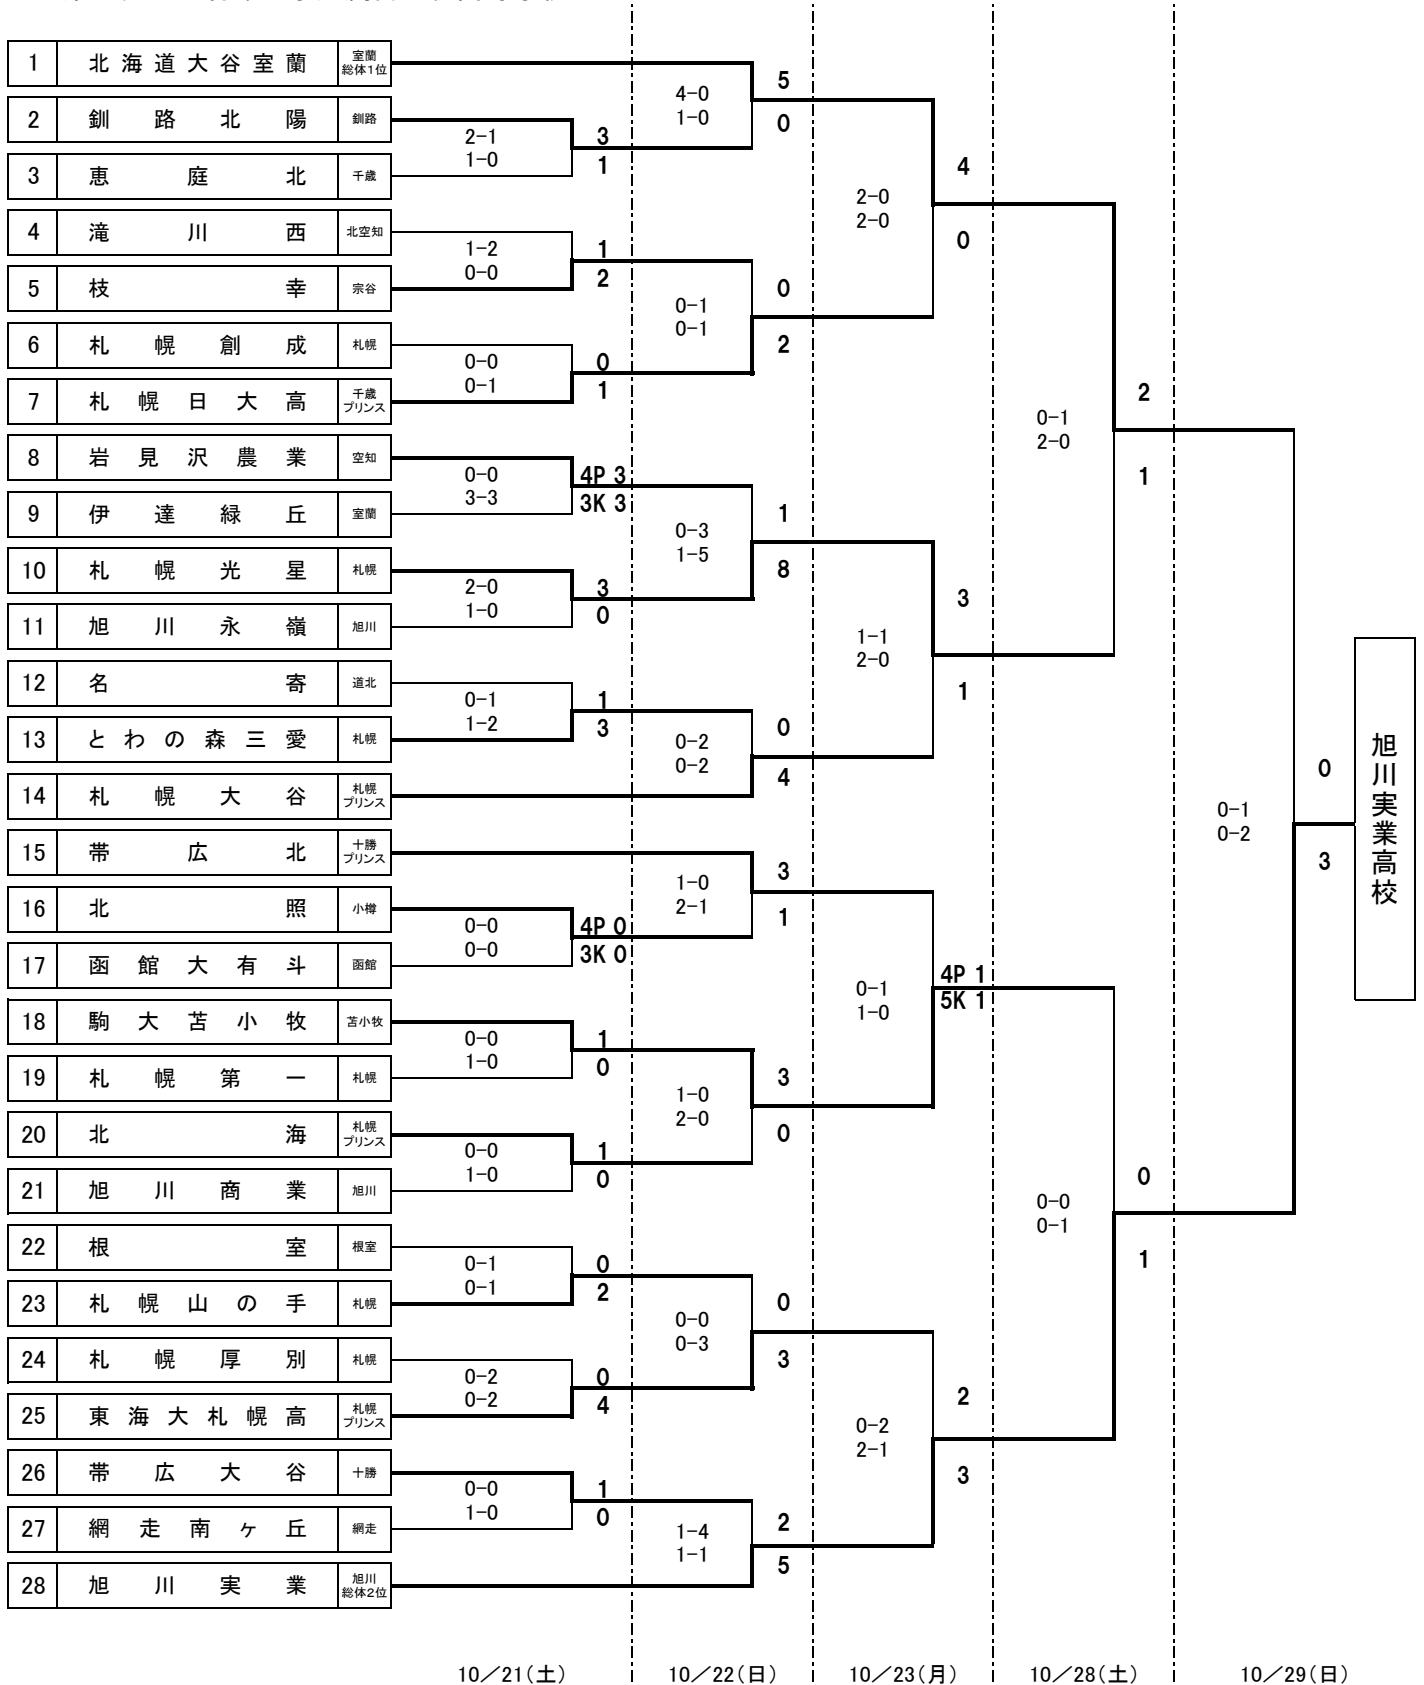 1 北海道大谷室蘭 室蘭 総体1位
2 釧路北陽 釧路
3 恵庭北 千歳
4 滝川西 北空知
5 枝幸 宗谷
6 札幌創成 札幌
7 札幌日大高 千歳 プリンス
8 岩見沢農業 空知
9 伊達緑丘 室蘭
10 札幌光星 札幌
11 旭川永嶺 旭川
12 名寄 道北
13 とわの森三愛 札幌
14 札幌大谷 札幌 プリンス
15 帯広北 十勝 プリンス
16 北照 小樽
17 函館大有斗 函館
18 駒大苫小牧 苫小牧
19 札幌第一 札幌
20 北海 札幌 プリンス
21 旭川商業 旭川
22 根室 根室
23 札幌山の手 札幌
24 札幌厚別 札幌
25 東海大札幌高 札幌 プリンス
26 帯広大谷 十勝
27 網走南ヶ丘 網走
28 旭川実業 旭川 総体2位
2-1 3
1-0 1
1-2 1
0-0 2
0-0 0
0-1 1
0-0 4P 3
3-3 3K 3
2-0 3
1-0 0
0-1 1
1-2 3
0-0 4P 0
0-0 3K 0
0-0 1
1-0 0
0-0 1
1-0 0
0-1 0
0-1 2
0-2 0
0-2 4
0-0 1
1-0 0
4-0 5
1-0 0
0-1 0
0-1 2
0-3 1
1-5 8
0-2 0
0-2 4
1-0 3
2-1 1
1-0 3
2-0 0
0-0 0
0-3 3
1-4 2
1-1 5
2-0 4
2-0 0
1-1 3
2-0 1
0-1 4P 1
1-0 5K 1
0-2 2
2-1 3
0-1 2
2-0 1
0-0 0
0-1 1
0-1 0
0-2 3
旭川実業高校
10／21(土) 10／22(日) 10／23(月) 10／28(土) 10／29(日)